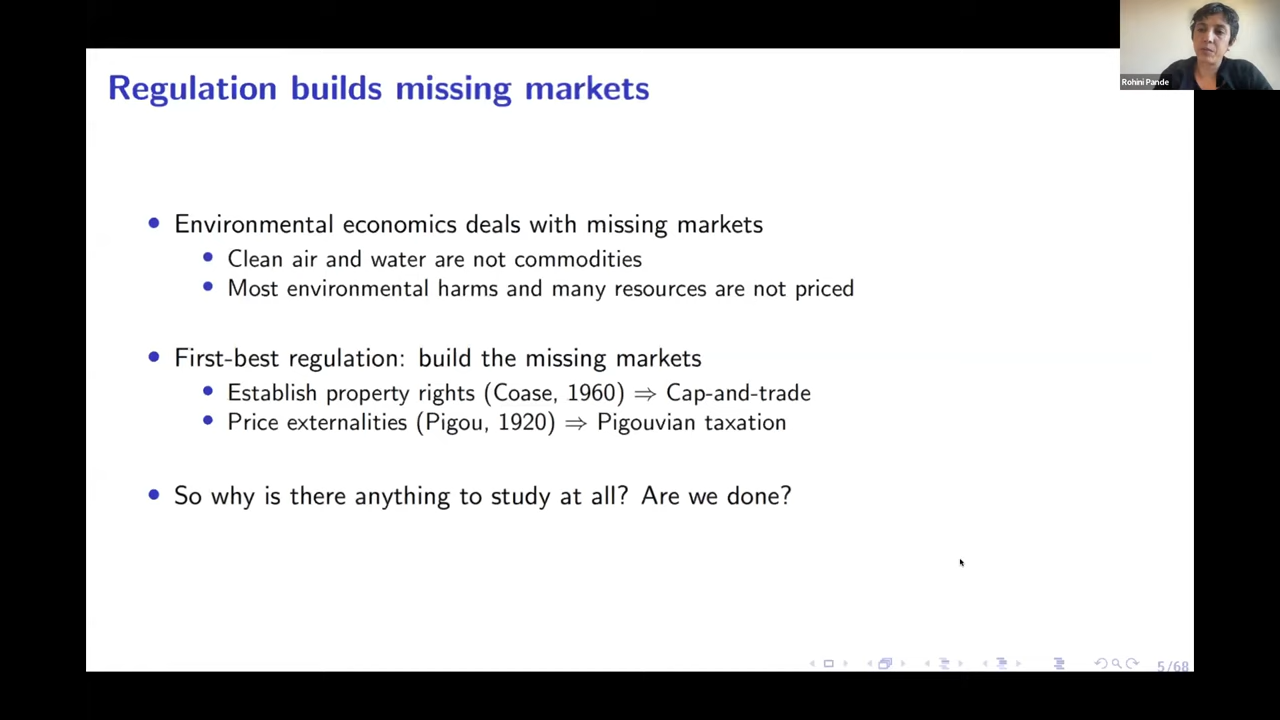 Regulation builds missing markets
Rohini Pande
Environmental economics deals with missing markets
Clean air and water are not commodities
Most environmental harms and many resources are not priced
First-best regulation: build the missing markets
Establish property rights (Coase, 1960) ⇒ Cap-and-trade
Price externalities (Pigou, 1920) ⇒ Pigouvian taxation
So why is there anything to study at all? Are we done?
5/68